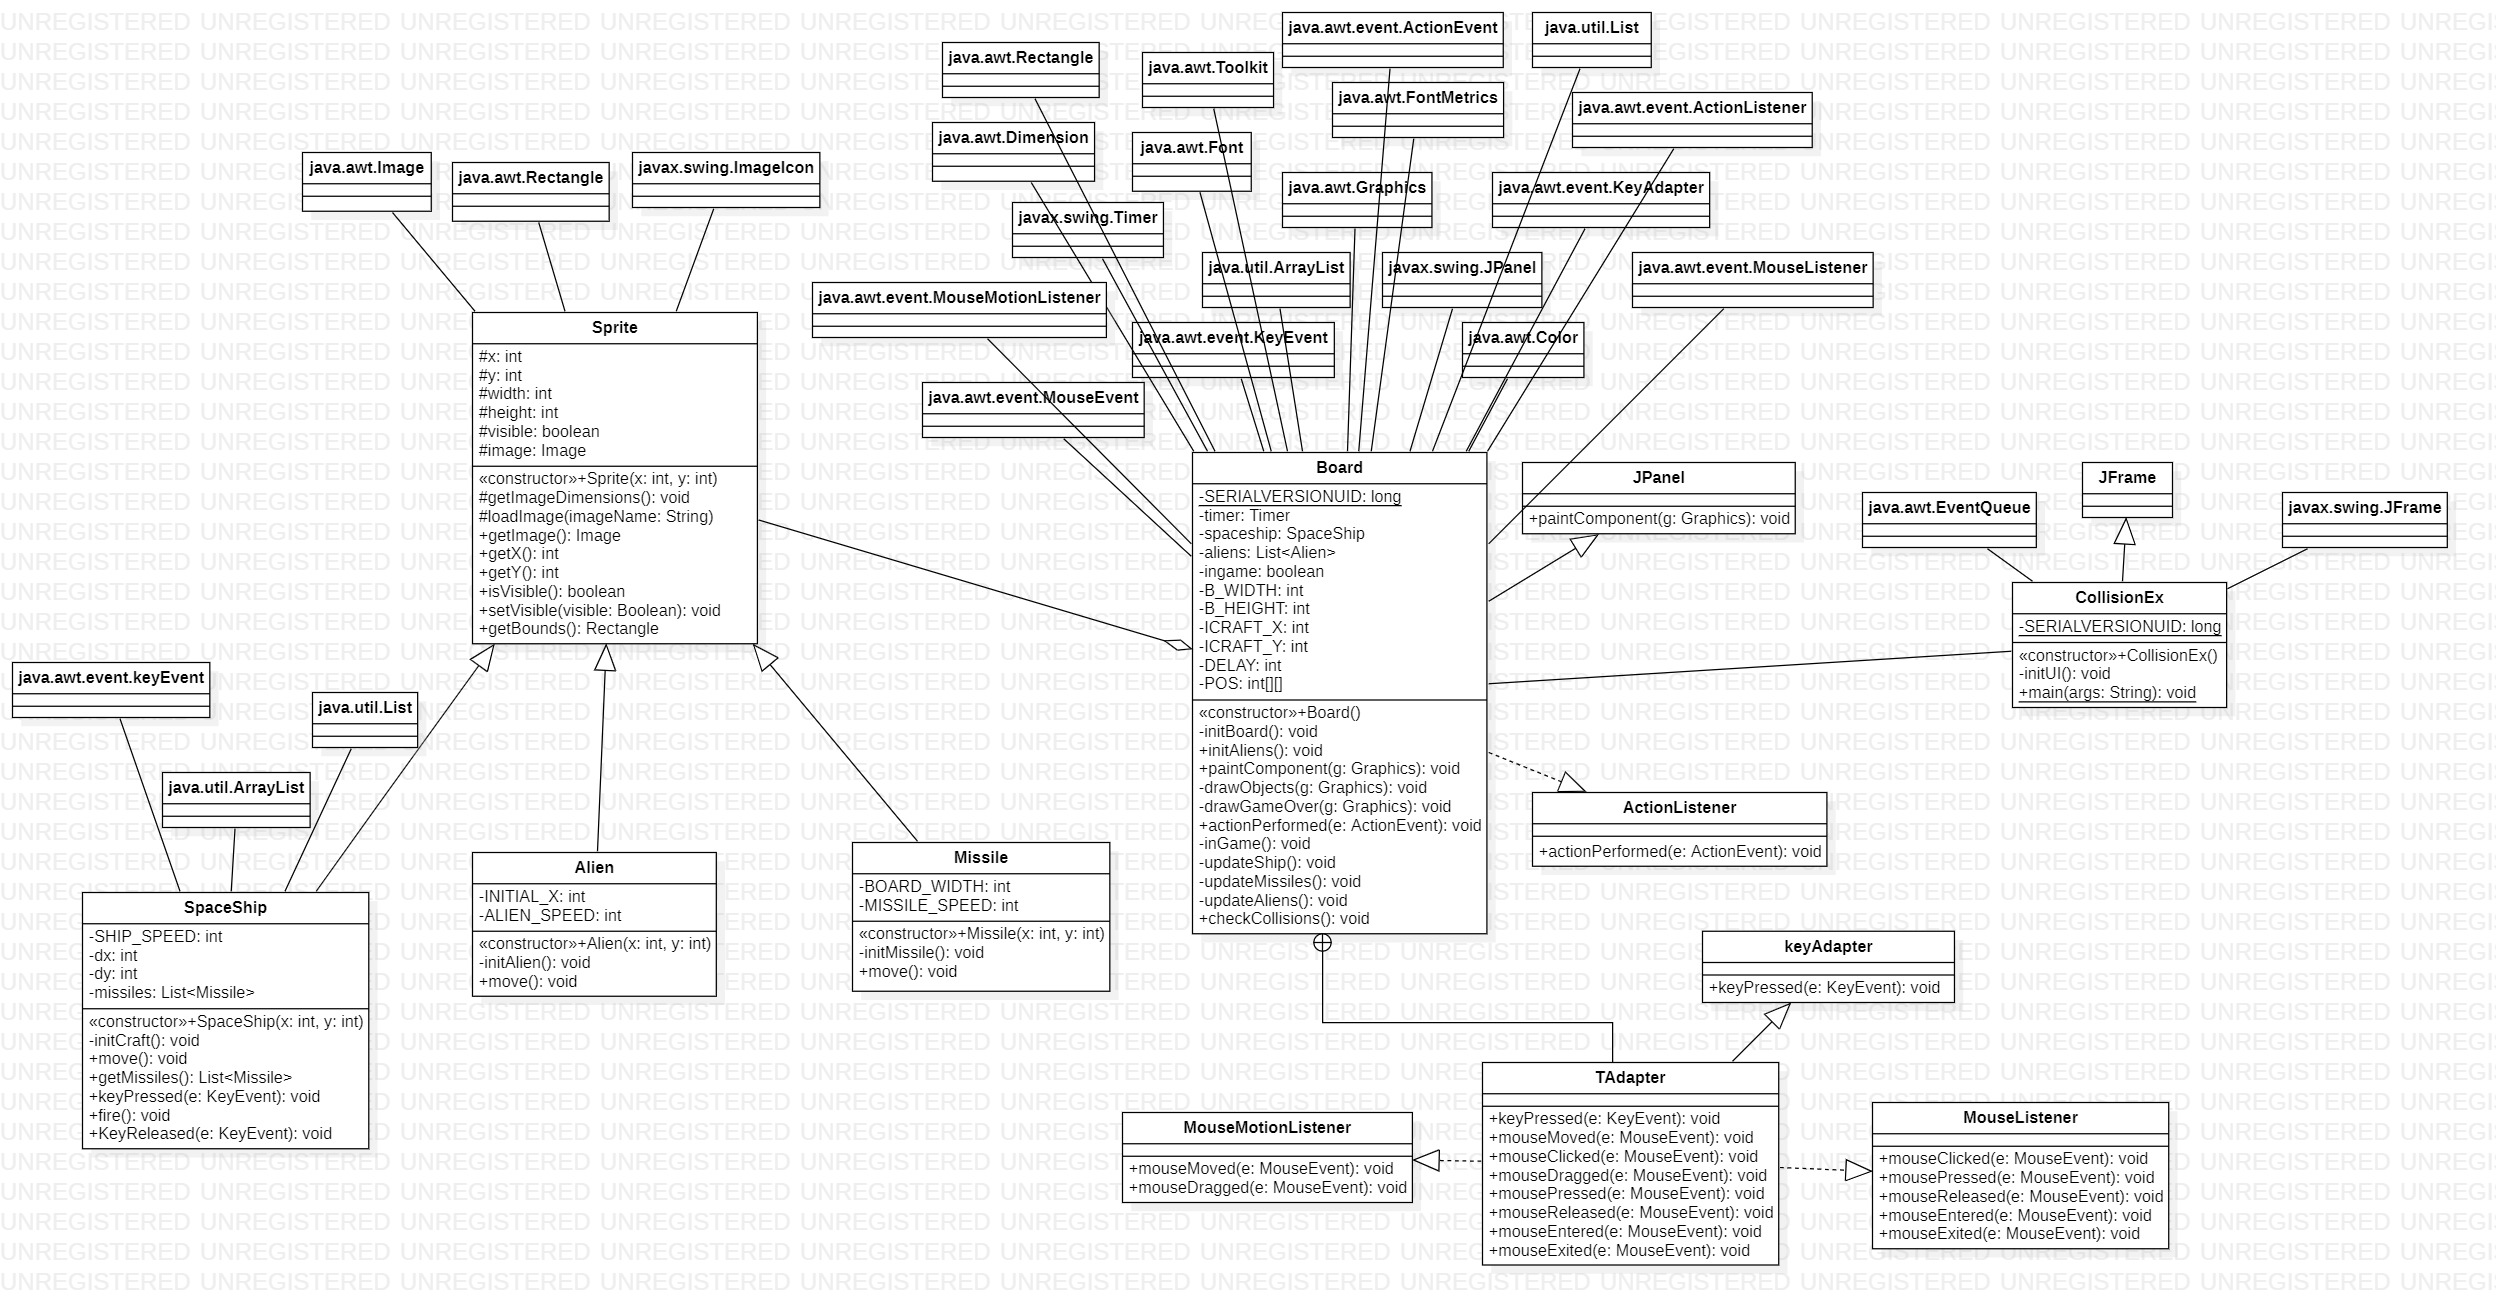 java.awt.event.ActionEvent
java.util.List
java.awt.Rectangle
java.awt.Toolkit
java.awt.FontMetrics
java.awt.event.ActionListener
java.awt.Dimension
java.awt.Font
java.awt.Image
java.awt.Rectangle
javax.swing.ImageIcon
java.awt.Graphics
java.awt.event.KeyAdapter
javax.swing.Timer
java.util.ArrayList
javax.swing.JPanel
java.awt.event.MouseListener
java.awt.event.MouseMotionListener
java.awt.event.KeyEvent
java.awt.Color
java.awt.event.MouseEvent
Sprite
#x: int
#y: int
#width: int
#height: int
#visible: boolean
#image: Image
«constructor»+Sprite(x: int, y: int)
#getImageDimensions(): void
#loadImage(imageName: String)
+getImage(): Image
+getX(): int
+getY(): int
+isVisible(): boolean
+setVisible(visible: Boolean): void
+getBounds(): Rectangle
Board
-SERIALVERSIONUID: long
-timer: Timer
-spaceship: SpaceShip
-aliens: List<Alien>
-ingame: boolean
-B_WIDTH: int
-B_HEIGHT: int
-ICRAFT_X: int
-ICRAFT_Y: int
-DELAY: int
-POS: int[][]
«constructor»+Board()
-initBoard(): void
+initAliens(): void
+paintComponent(g: Graphics): void
-drawObjects(g: Graphics): void
-drawGameOver(g: Graphics): void
+actionPerformed(e: ActionEvent): void
-inGame(): void
-updateShip(): void
-updateMissiles(): void
-updateAliens(): void
+checkCollisions(): void
JPanel
+paintComponent(g: Graphics): void
java.awt.EventQueue
JFrame
javax.swing.JFrame
CollisionEx
-SERIALVERSIONUID: long
«constructor»+CollisionEx()
-initUI(): void
+main(args: String): void
java.awt.event.keyEvent
java.util.List
java.util.ArrayList
ActionListener
+actionPerformed(e: ActionEvent): void
SpaceShip
-SHIP_SPEED: int
-dx: int
-dy: int
-missiles: List<Missile>
«constructor»+SpaceShip(x: int, y: int)
-initCraft(): void
+move(): void
+getMissiles(): List<Missile>
+keyPressed(e: KeyEvent): void
+fire(): void
+KeyReleased(e: KeyEvent): void
Alien
-INITIAL_X: int
-ALIEN_SPEED: int
«constructor»+Alien(x: int, y: int)
-initAlien(): void
+move(): void
Missile
-BOARD_WIDTH: int
-MISSILE_SPEED: int
«constructor»+Missile(x: int, y: int)
-initMissile(): void
+move(): void
keyAdapter
+keyPressed(e: KeyEvent): void
TAdapter
+keyPressed(e: KeyEvent): void
+mouseMoved(e: MouseEvent): void
+mouseClicked(e: MouseEvent): void
+mouseDragged(e: MouseEvent): void
+mousePressed(e: MouseEvent): void
+mouseReleased(e: MouseEvent): void
+mouseEntered(e: MouseEvent): void
+mouseExited(e: MouseEvent): void
MouseMotionListener
+mouseMoved(e: MouseEvent): void
+mouseDragged(e: MouseEvent): void
MouseListener
+mouseClicked(e: MouseEvent): void
+mousePressed(e: MouseEvent): void
+mouseReleased(e: MouseEvent): void
+mouseEntered(e: MouseEvent): void
+mouseExited(e: MouseEvent): void
UNREGISTERED